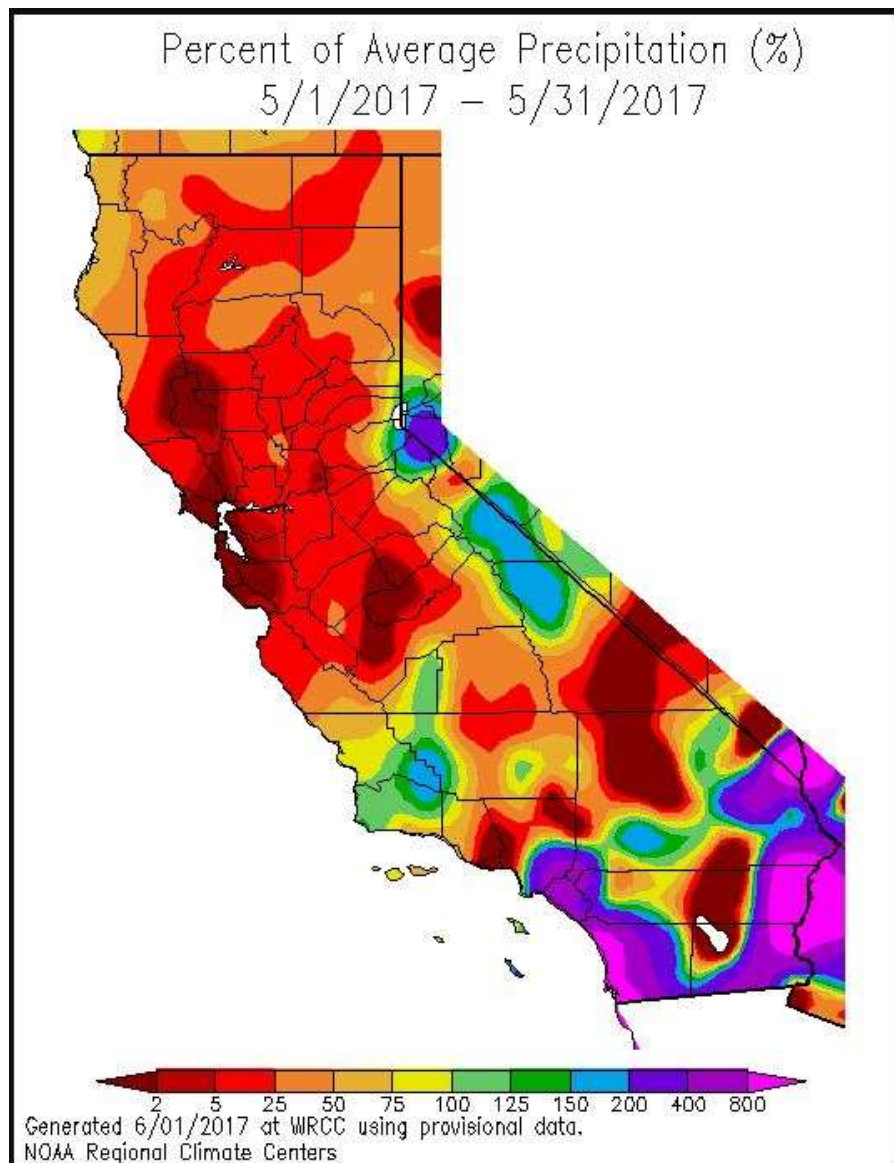 Percent of Average Precipitation (%)
5/1/2017 – 5/31/2017
2 5 25 50 75 100 125 150 200 400 800
Generated 6/01/2017 at WRCC using provisional data.
NOAA Regional Climate Centers